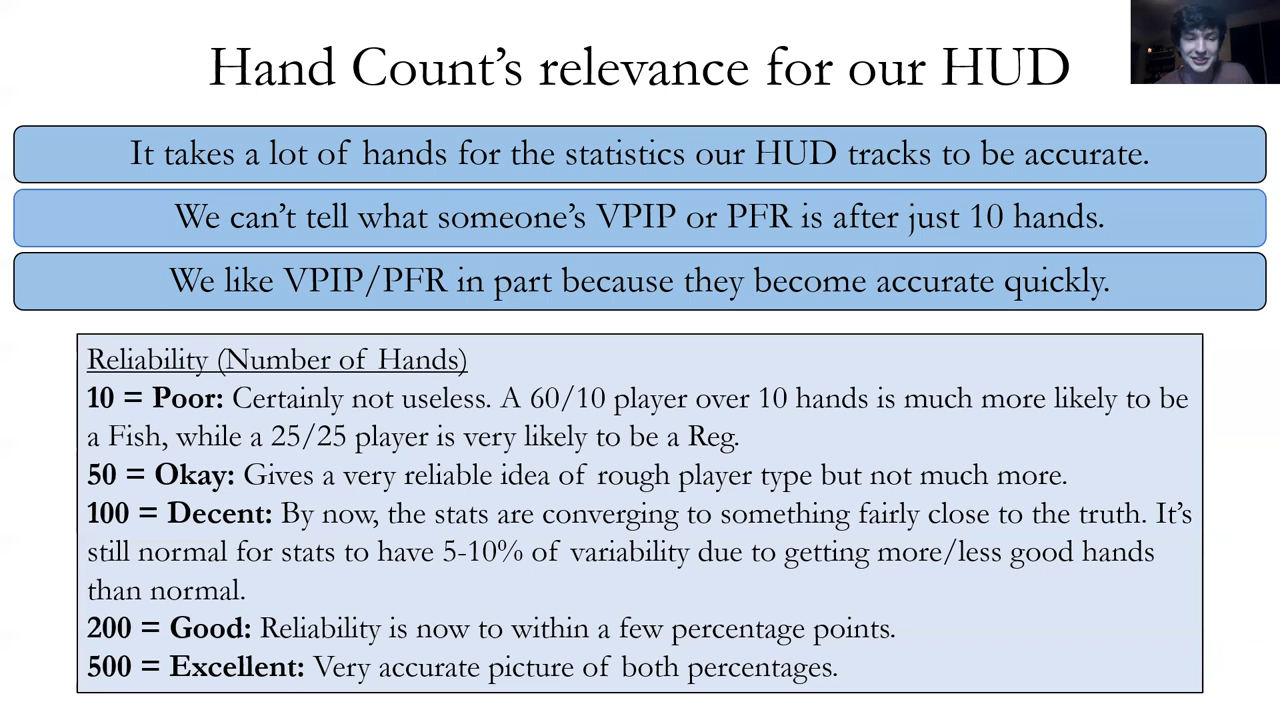 Hand Count’s relevance for our HUD
It takes a lot of hands for the statistics our HUD tracks to be accurate.
We can’t tell what someone’s VPIP or PFR is after just 10 hands.
We like VPIP/PFR in part because they become accurate quickly.
Reliability (Number of Hands)
10 = Poor: Certainly not useless. A 60/10 player over 10 hands is much more likely to be
a Fish, while a 25/25 player is very likely to be a Reg.
50 = Okay: Gives a very reliable idea of rough player type but not much more.
100 = Decent: By now, the stats are converging to something fairly close to the truth. It’s
still normal for stats to have 5-10% of variability due to getting more/less good hands
than normal.
200 = Good: Reliability is now to within a few percentage points.
500 = Excellent: Very accurate picture of both percentages.